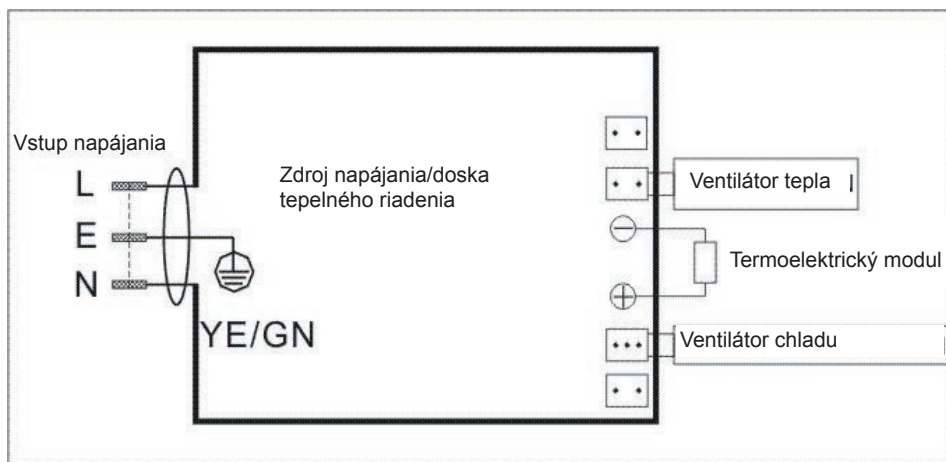 Vstup napájania
L
E
N
YE/GN
Zdroj napájania/doska
tepelného riadenia
Ventilátor tepla
Termoelektrický modul
Ventilátor chladu